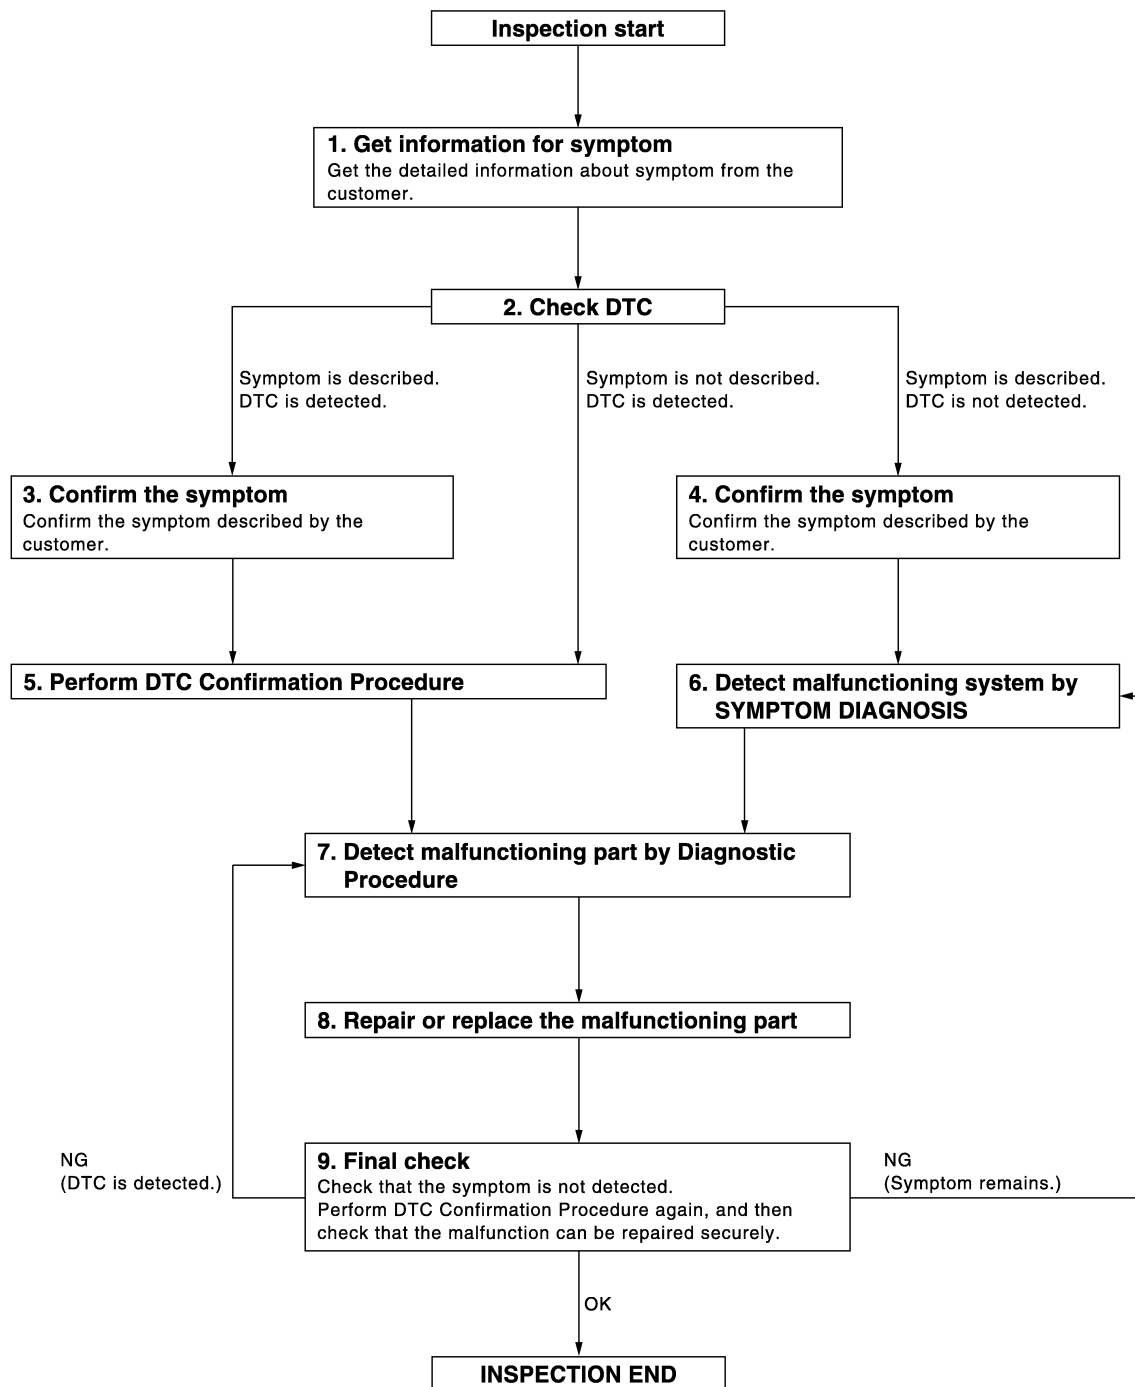 Inspection start
1. Get information for symptom
Get the detailed information about symptom from the
customer.
2. Check DTC
Symptom is described.
DTC is detected.
Symptom is not described.
DTC is detected.
Symptom is described.
DTC is not detected.
3. Confirm the symptom
Confirm the symptom described by the
customer.
4. Confirm the symptom
Confirm the symptom described by the
customer.
5. Perform DTC Confirmation Procedure
6. Detect malfunctioning system by
SYMPTOM DIAGNOSIS
7. Detect malfunctioning part by Diagnostic
Procedure
8. Repair or replace the malfunctioning part
NG
(DTC is detected.)
9. Final check
Check that the symptom is not detected.
Perform DTC Confirmation Procedure again, and then
check that the malfunction can be repaired securely.
NG
(Symptom remains.)
OK
INSPECTION END